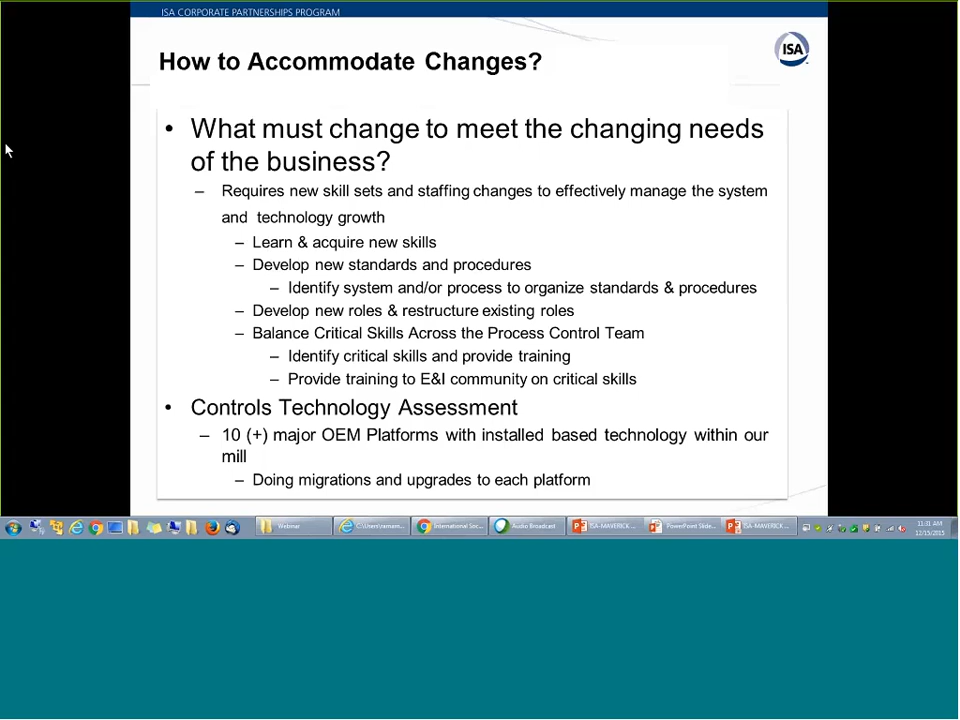 ISA CORPORATE PARTNERSHIPS PROGRAM
How to Accommodate Changes?
ISA
• What must change to meet the changing needs
of the business?
– Requires new skill sets and staffing changes to effectively manage the system
and technology growth
– Learn & acquire new skills
– Develop new standards and procedures
– Identify system and/or process to organize standards & procedures
– Develop new roles & restructure existing roles
– Balance Critical Skills Across the Process Control Team
– Identify critical skills and provide training
– Provide training to E&I community on critical skills
• Controls Technology Assessment
– 10 (+) major OEM Platforms with installed based technology within our
mill
– Doing migrations and upgrades to each platform
Webinar
C:\Users\ramam...
International Soc...
Audio Broadcast
ISA-MAVERICK ...
PowerPoint Slide...
ISA-MAVERICK...
11:31 AM
12/15/2015